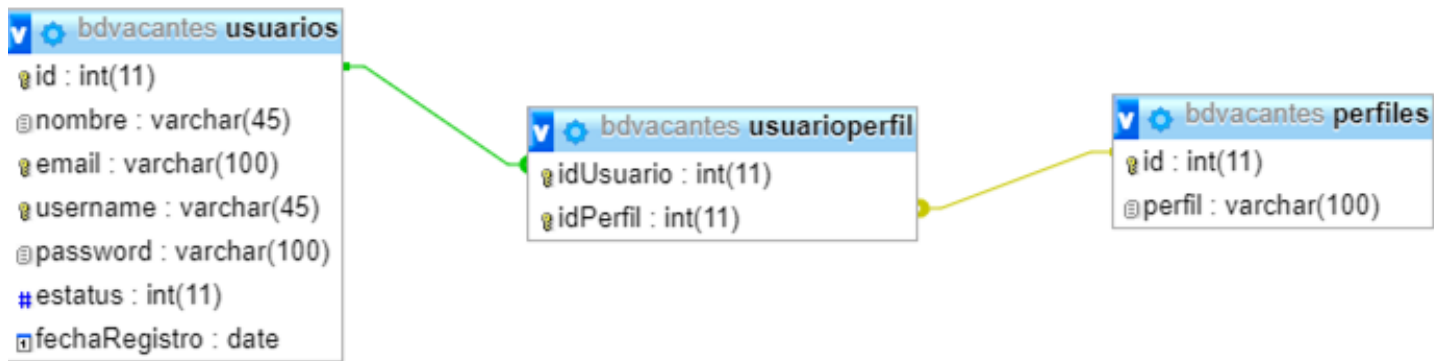 bdvacantes usuarios
id : int(11)
nombre : varchar(45)
email : varchar(100)
username : varchar(45)
password : varchar(100)
# estatus : int(11)
fechaRegistro : date
v bdvacantes usuarioperfil
idUsuario : int(11)
idPerfil : int(11)
v bdvacantes perfiles
id : int(11)
perfil : varchar(100)